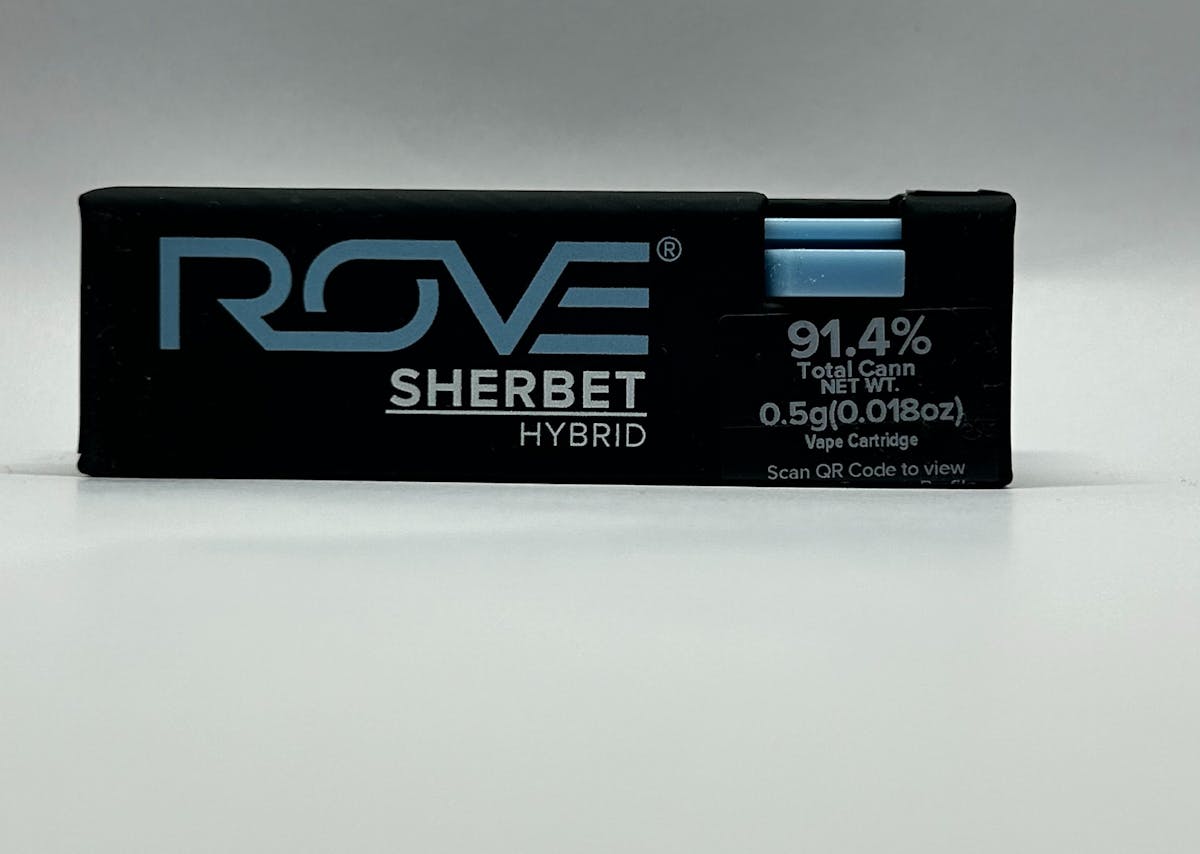 ROVE®
SHERBET
HYBRID
91.4%
Total Cann
NET WT.
0.5g(0.018oz)
Vape Cartridge
Scan QR Code to view